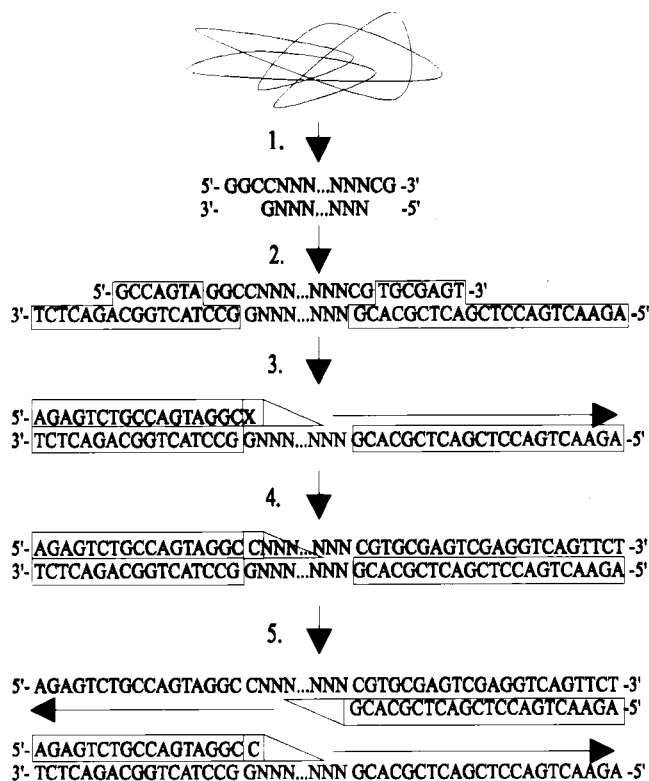 1.
5'- GGCCNNN...NNNCG -3'
3'- GNNN...NNN -5'
2.
5'- GCCAGTA GGCCNNN...NNNCG TGCGAGT -3'
3'- TCTCAGACGGTCATCCG GNNN...NNN GCACGCTCAGCTCCAGTCAAGA -5'
3.
5'- AGAGTCTGCCAGTAGGCX
3'- TCTCAGACGGTCATCCG GNNN...NNN GCACGCTCAGCTCCAGTCAAGA -5'
4.
5'- AGAGTCTGCCAGTAGGC CNNN...NNN CGTGCGAGTCGAGGTCAGTTCT -3'
3'- TCTCAGACGGTCATCCG GNNN...NNN GCACGCTCAGCTCCAGTCAAGA -5'
5.
5'- AGAGTCTGCCAGTAGGC CNNN...NNN CGTGCGAGTCGAGGTCAGTTCT -3'
GCACGCTCAGCTCCAGTCAAGA -5'
5'- AGAGTCTGCCAGTAGGC C
3'- TCTCAGACGGTCATCCG GNNN...NNN GCACGCTCAGCTCCAGTCAAGA -5'